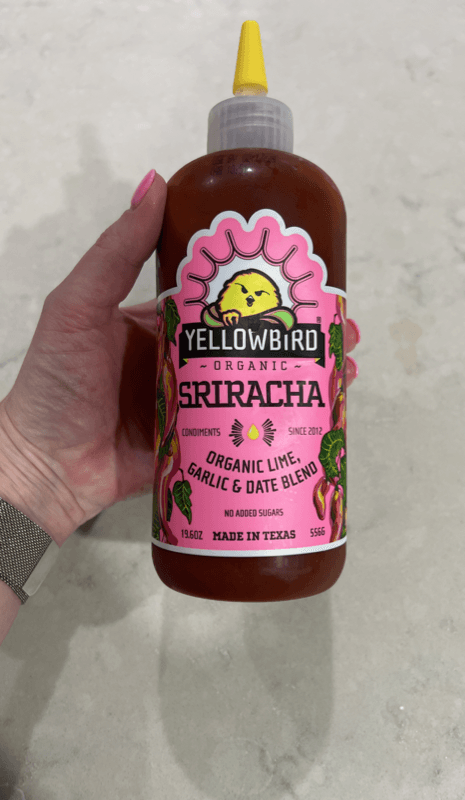 YELLOWBIRD®
~ ORGANIC ~
SRIRACHA
CONDIMENTS SINCE 2012
ORGANIC LIME,
GARLIC & DATE BLEND
NO ADDED SUGARS
19.6OZ MADE IN TEXAS 556G